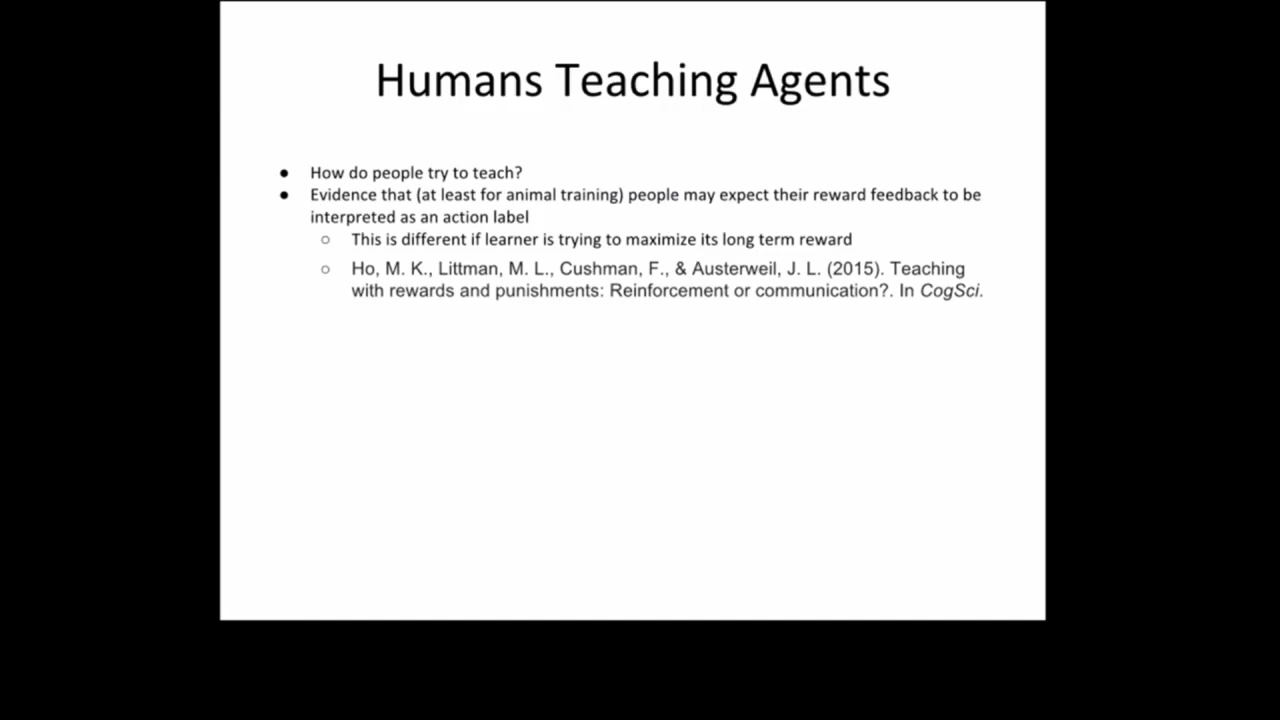 Humans Teaching Agents
● How do people try to teach?
● Evidence that (at least for animal training) people may expect their reward feedback to be
interpreted as an action label
○ This is different if learner is trying to maximize its long term reward
○ Ho, M. K., Littman, M. L., Cushman, F., & Austerweil, J. L. (2015). Teaching
with rewards and punishments: Reinforcement or communication?. In CogSci.